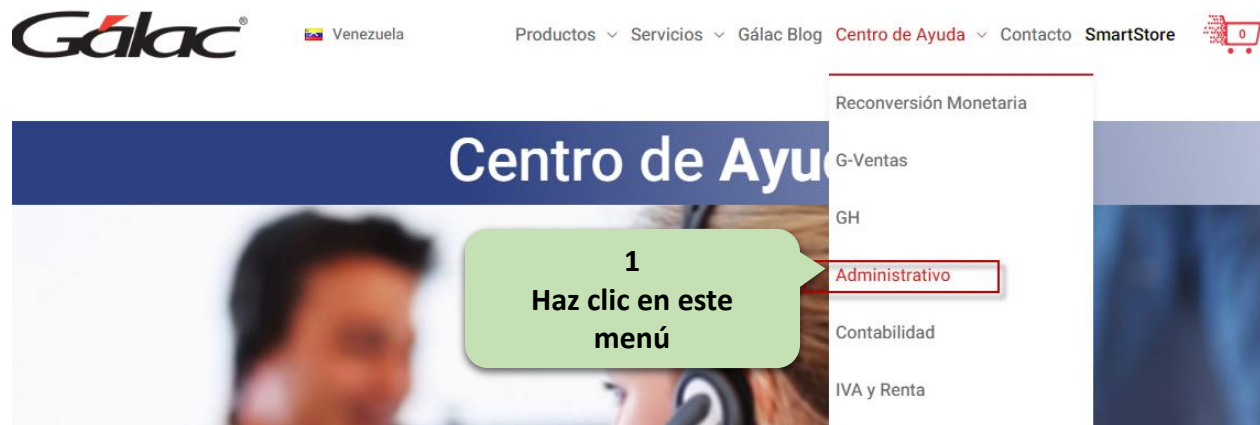 Gálac®
Venezuela
Productos Servicios Gálac Blog Centro de Ayuda Contacto SmartStore 0
Reconversión Monetaria
Centro de
G-Ventas
GH
1
Haz clic en este
menú
Administrativo
Contabilidad
IVA y Renta